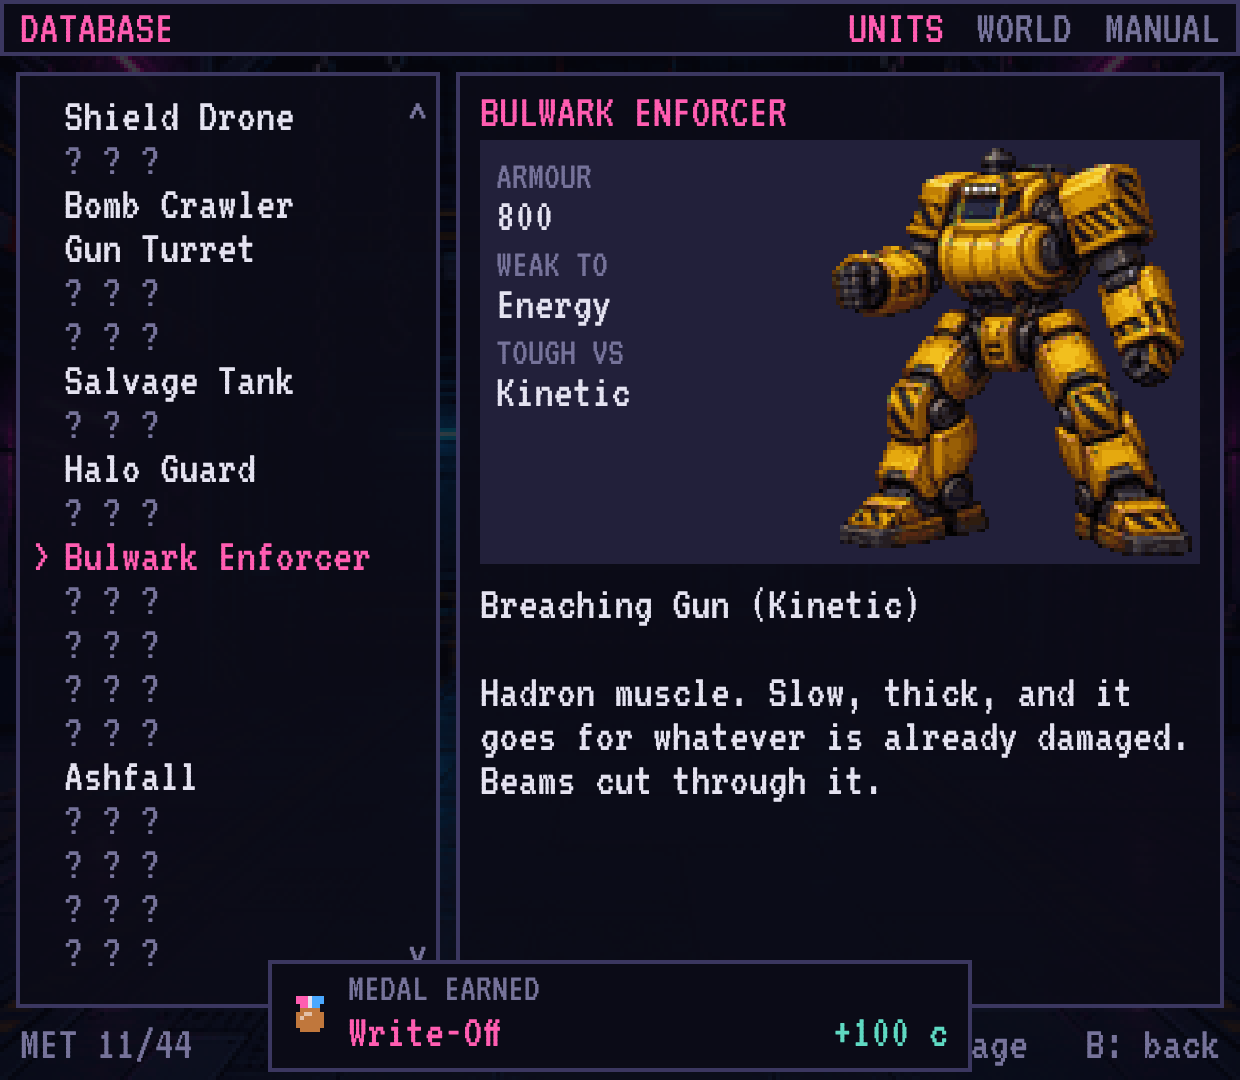 DATABASE
UNITS WORLD MANUAL
Shield Drone ^
? ? ?
Bomb Crawler
Gun Turret
? ? ?
? ? ?
Salvage Tank
? ? ?
Halo Guard
? ? ?
> Bulwark Enforcer
? ? ?
? ? ?
? ? ?
? ? ?
Ashfall
? ? ?
? ? ?
? ? ?
? ? ? v
BULWARK ENFORCER
ARMOUR
800
WEAK TO
Energy
TOUGH VS
Kinetic
Breaching Gun (Kinetic)
Hadron muscle. Slow, thick, and it
goes for whatever is already damaged.
Beams cut through it.
MEDAL EARNED
Write-Off +100 c
MET 11/44
age B: back